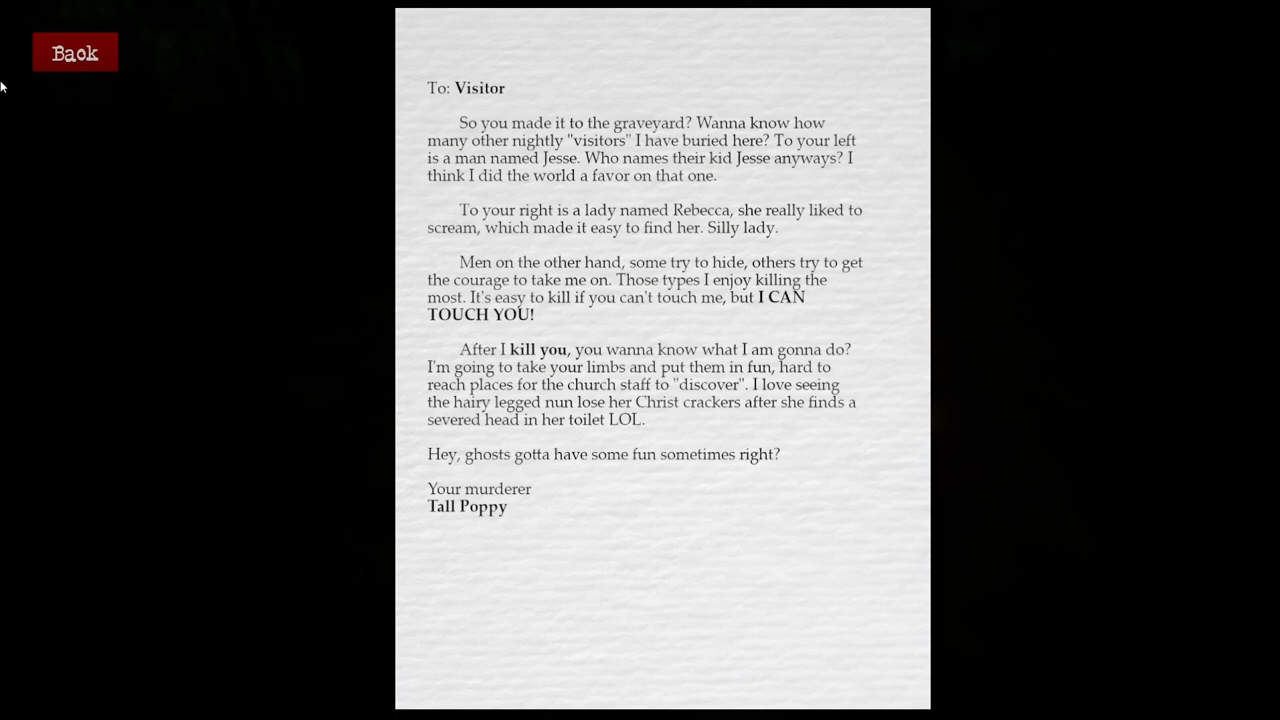 Back
To: Visitor
So you made it to the graveyard? Wanna know how
many other nightly "visitors" I have buried here? To your left
is a man named Jesse. Who names their kid Jesse anyways? I
think I did the world a favor on that one.
To your right is a lady named Rebecca, she really liked to
scream, which made it easy to find her. Silly lady.
Men on the other hand, some try to hide, others try to get
the courage to take me on. Those types I enjoy killing the
most. It's easy to kill if you can't touch me, but I CAN
TOUCH YOU!
After I kill you, you wanna know what I am gonna do?
I'm going to take your limbs and put them in fun, hard to
reach places for the church staff to "discover". I love seeing
the hairy legged nun lose her Christ crackers after she finds a
severed head in her toilet LOL.
Hey, ghosts gotta have some fun sometimes right?
Your murderer
Tall Poppy